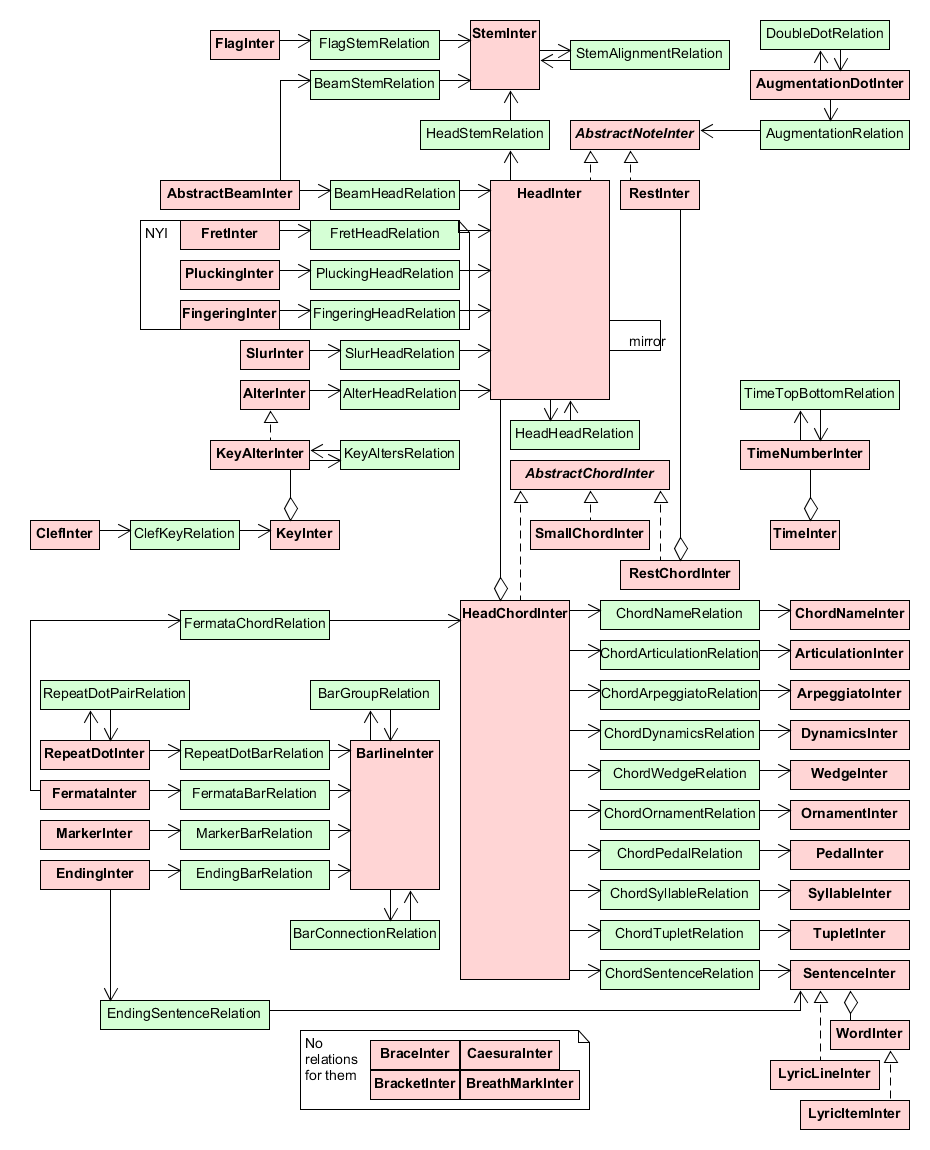 DoubleDotRelation
FlagInter
FlagStemRelation
StemInter
StemAlignmentRelation
BeamStemRelation
AugmentationDotInter
HeadStemRelation
AbstractNoteInter
AugmentationRelation
AbstractBeamInter
BeamHeadRelation
HeadInter
RestInter
NYI
FretInter
FretHeadRelation
PluckingInter
PluckingHeadRelation
FingeringInter
FingeringHeadRelation
mirror
SlurInter
SlurHeadRelation
AlterInter
AlterHeadRelation
TimeTopBottomRelation
HeadHeadRelation
KeyAlterInter
KeyAltersRelation
TimeNumberInter
AbstractChordInter
ClefInter
ClefKeyRelation
KeyInter
SmallChordInter
TimeInter
RestChordInter
FermataChordRelation
HeadChordInter
ChordNameRelation
ChordNameInter
ChordArticulationRelation
ArticulationInter
RepeatDotPairRelation
BarGroupRelation
ChordArpeggiatoRelation
ArpeggiatoInter
RepeatDotInter
RepeatDotBarRelation
BarlineInter
ChordDynamicsRelation
DynamicsInter
ChordWedgeRelation
WedgeInter
FermataInter
FermataBarRelation
ChordOrnamentRelation
OrnamentInter
MarkerInter
MarkerBarRelation
ChordPedalRelation
PedalInter
EndingInter
EndingBarRelation
ChordSyllableRelation
SyllableInter
BarConnectionRelation
ChordTupletRelation
TupletInter
ChordSentenceRelation
SentenceInter
EndingSentenceRelation
WordInter
No
relations
for them
BraceInter
CaesuraInter
BracketInter
BreathMarkInter
LyricLineInter
LyricItemInter